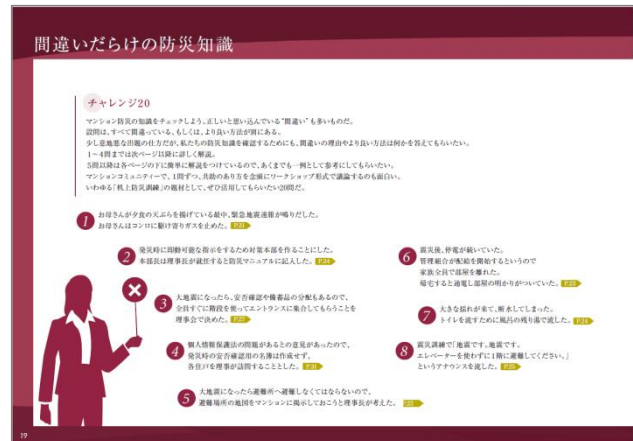 間違いだらけの防災知識
チャレンジ20
マンション防災の知識をチェックしよう。正しいと思い込んでいる“間違い”も多いものだ。
設問は、すべて間違っている、もしくは、より良い方法が別にある。
少し意地悪な出題の仕方だが、私たちの防災知識を確認するためにも、間違いの理由やより良い方法は何かを答えてもらいたい。
1～4問までは次ページ以降に詳しく解説。
5問以降は各ページの下に簡単に解説をつけているので、あくまでも一例として参考にしてもらいたい。
マンションコミュニティーで、1問ずつ、共助のあり方を念頭にワークショップ形式で議論するのも面白い。
いわゆる「机上防災訓練」の題材として、ぜひ活用してもらいたい20問だ。
1 お母さんが夕食の天ぷらを揚げている最中、緊急地震速報が鳴りだした。
お母さんはコンロに駆け寄りガスを止めた。
2 発災時に即動可能な指示をするため対策本部を作ることにした。
本部長は理事長が就任すると防災マニュアルに記入した。
3 大地震になったら、安否確認や備蓄品の分配もあるので、
全員すぐに階段を使ってエントランスに集合してもらうことを
理事会で決めた。
4 個人情報保護法の問題があるとの意見があったので、
発災時の安否確認用の名簿は作成せず、
各住戸を理事が訪問することとした。
5 大地震になったら避難所へ避難しなくてはならないので、
避難場所の地図をマンションに掲示しておこうと理事長が考えた。
6 震災後、停電が続いていた。
管理組合が配給を開始するというので
家族全員で部屋を離れた。
帰宅すると通電し部屋の明かりがついていた。
7 大きな揺れが来て、断水してしまった。
トイレを流すために風呂の残り湯で流した。
8 震災訓練で「地震です。地震です。
エレベーターを使わずに1階に避難してください。」
というアナウンスを流した。
19